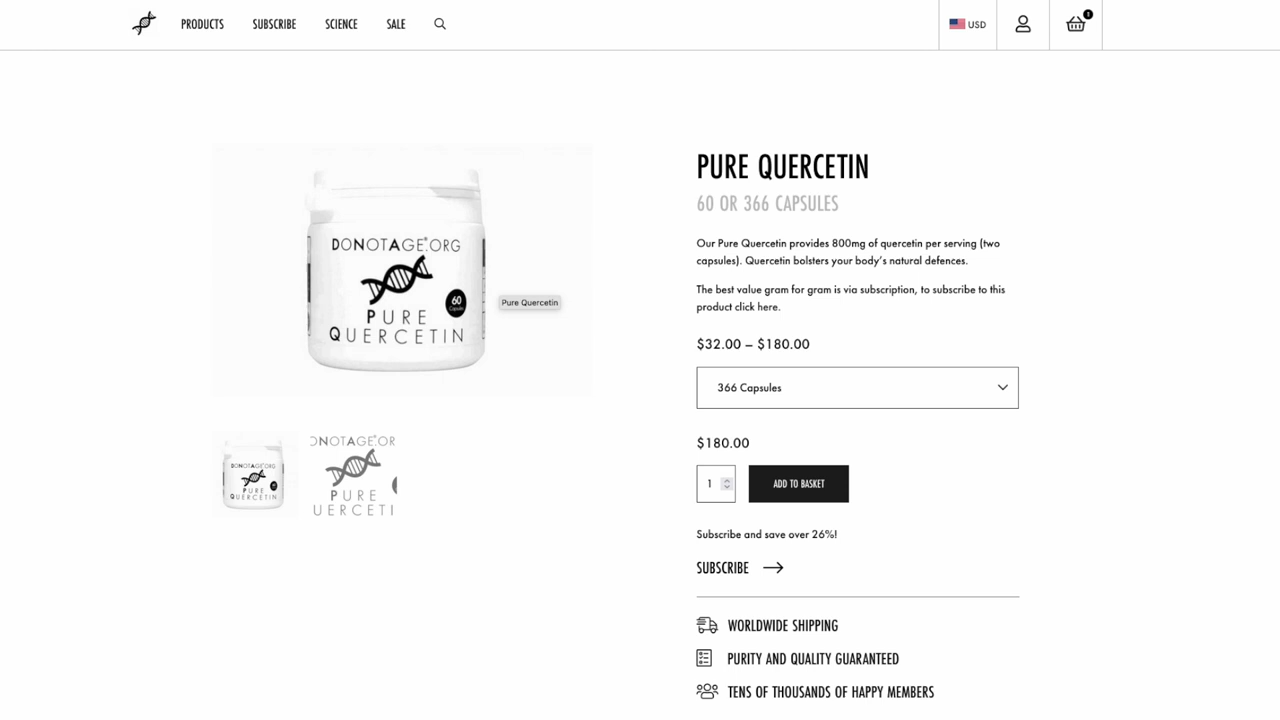 PRODUCTS SUBSCRIBE SCIENCE SALE
USD
1
DONOTAGE.ORG
60
Capsules
PURE
QUERCETIN
Pure Quercetin
DONOTAGE.ORG
PURE
QUERCETIN
ONOTAGE.OR
PURE
UERCETI
PURE QUERCETIN
60 OR 366 CAPSULES
Our Pure Quercetin provides 800mg of quercetin per serving (two
capsules). Quercetin bolsters your body's natural defences.
The best value gram for gram is via subscription, to subscribe to this
product click here.
$32.00 – $180.00
366 Capsules
$180.00
1
ADD TO BASKET
Subscribe and save over 26%!
SUBSCRIBE
WORLDWIDE SHIPPING
PURITY AND QUALITY GUARANTEED
TENS OF THOUSANDS OF HAPPY MEMBERS